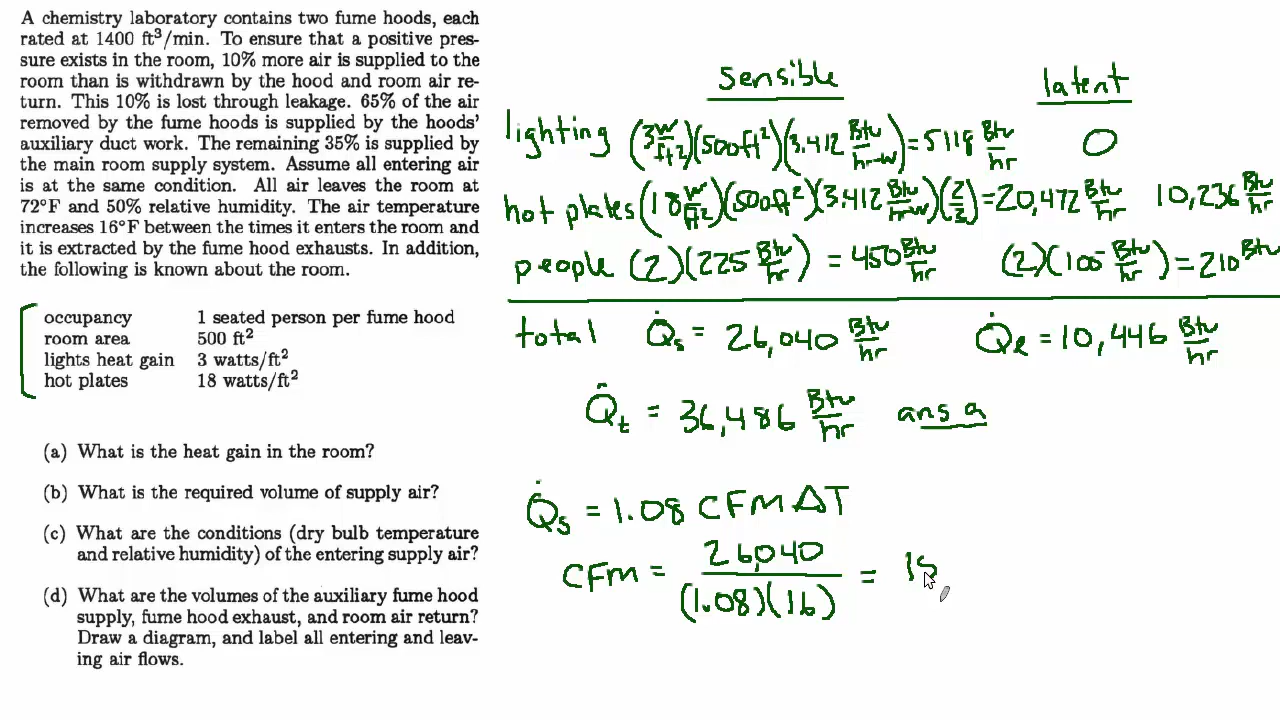 A chemistry laboratory contains two fume hoods, each
rated at 1400 ft³/min. To ensure that a positive pres-
sure exists in the room, 10% more air is supplied to the
room than is withdrawn by the hood and room air re-
turn. This 10% is lost through leakage. 65% of the air
removed by the fume hoods is supplied by the hoods'
auxiliary duct work. The remaining 35% is supplied by
the main room supply system. Assume all entering air
is at the same condition. All air leaves the room at
72°F and 50% relative humidity. The air temperature
increases 16°F between the times it enters the room and
it is extracted by the fume hood exhausts. In addition,
the following is known about the room.
occupancy 1 seated person per fume hood
room area 500 ft²
lights heat gain 3 watts/ft²
hot plates 18 watts/ft²
(a) What is the heat gain in the room?
(b) What is the required volume of supply air?
(c) What are the conditions (dry bulb temperature
and relative humidity) of the entering supply air?
(d) What are the volumes of the auxiliary fume hood
supply, fume hood exhaust, and room air return?
Draw a diagram, and label all entering and leav-
ing air flows.
sensible latent
lighting (3 W/ft²)(500ft²)(3.412 Btu/hr-W) = 5118 Btu/hr 0
hot plates (18 W/ft²)(500ft²)(3.412 Btu/hr-W)(2/3) = 20,472 Btu/hr 10,236 Btu/hr
people (2)(225 Btu/hr) = 450 Btu/hr (2)(105 Btu/hr) = 210 Btu
total Q̇s = 26,040 Btu/hr Q̇e = 10,446 Btu/hr
Q̇t = 36,486 Btu/hr ans a
Q̇s = 1.08 CFM ΔT
CFM = 26,040/(1.08)(16) = 15